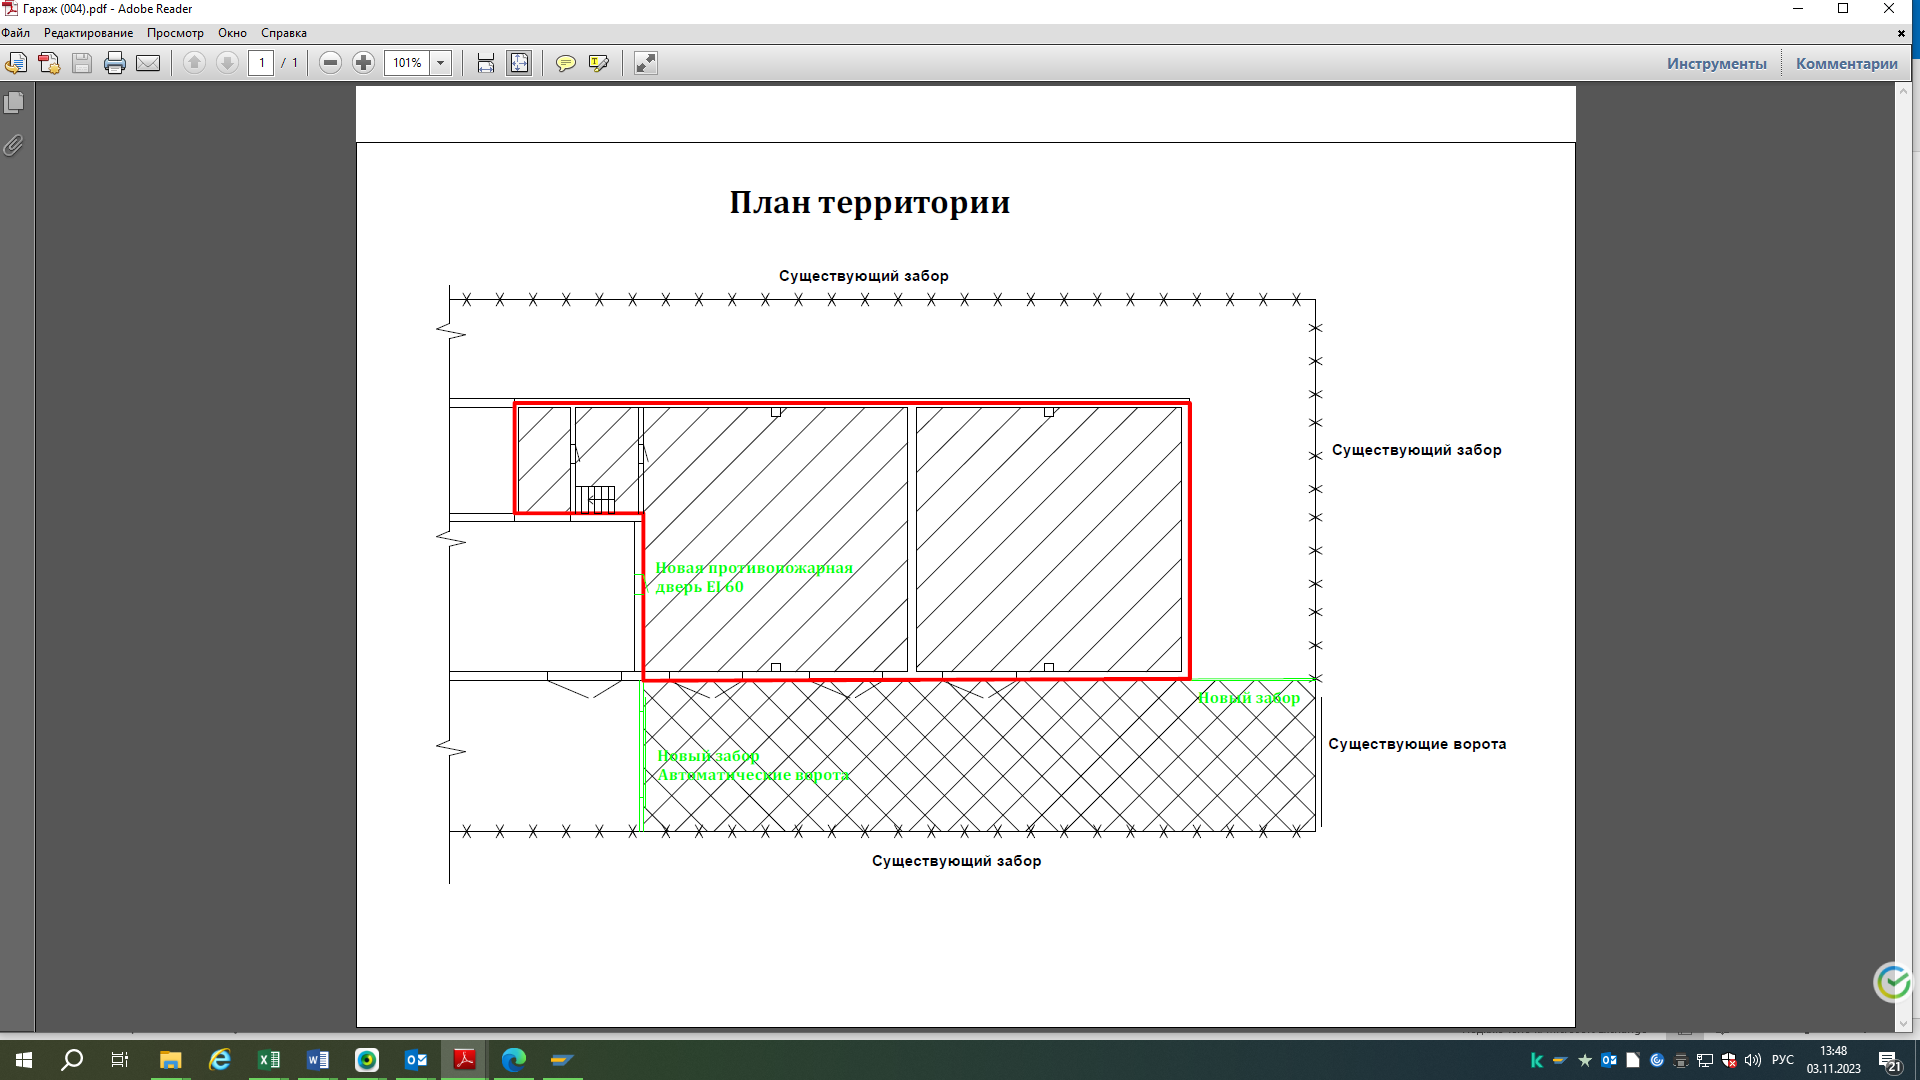 Гараж (004).pdf - Adobe Reader
Файл Редактирование Просмотр Окно Справка
1 / 1 101% Инструменты Комментарии
План территории
Существующий забор
Существующий забор
Новая противопожарная
дверь EI 60
Новый забор
Существующие ворота
Новый забор
Автоматические ворота
Существующий забор
РУС
13:48
03.11.2023
21